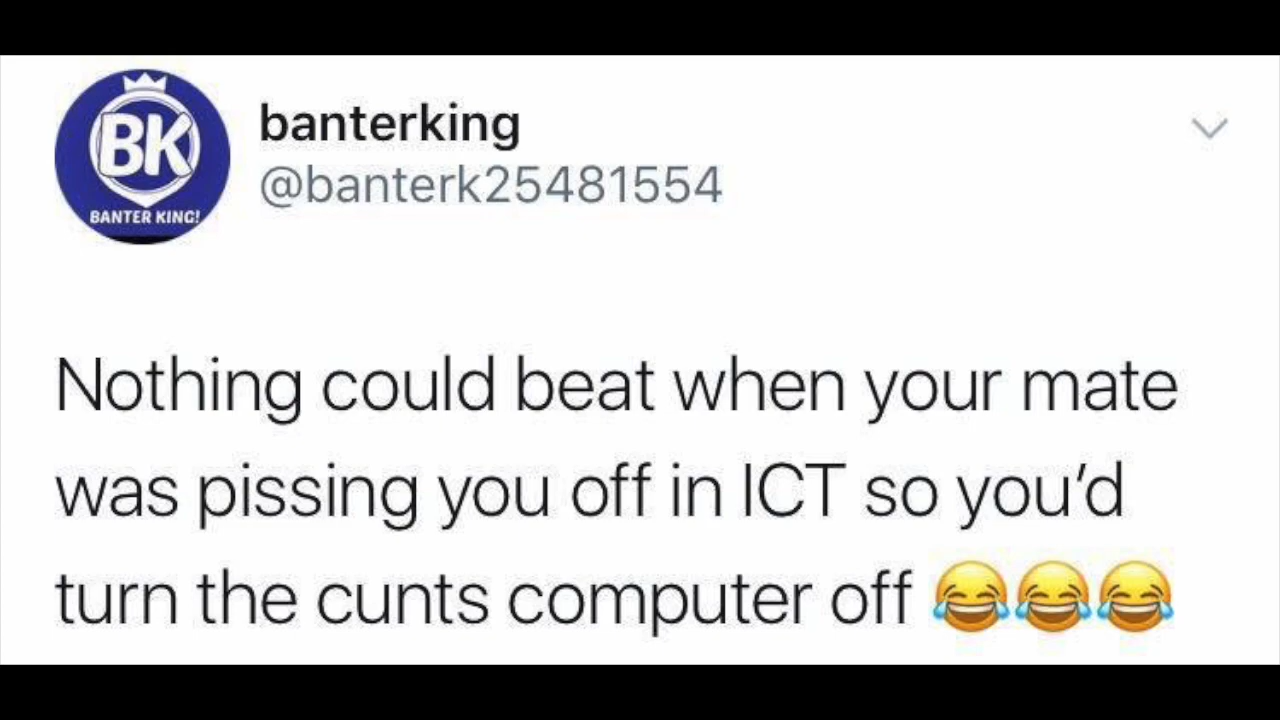 BK
BANTER KING!
banterking
@banterk25481554
Nothing could beat when your mate
was pissing you off in ICT so you’d
turn the cunts computer off 😂😂😂